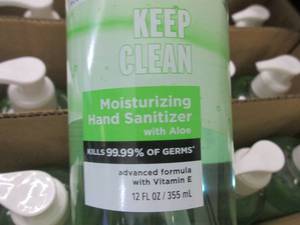 KEEP
CLEAN
Moisturizing
Hand Sanitizer
with Aloe
KILLS 99.99% OF GERMS*
advanced formula
with Vitamin E
12 FL OZ / 355 mL